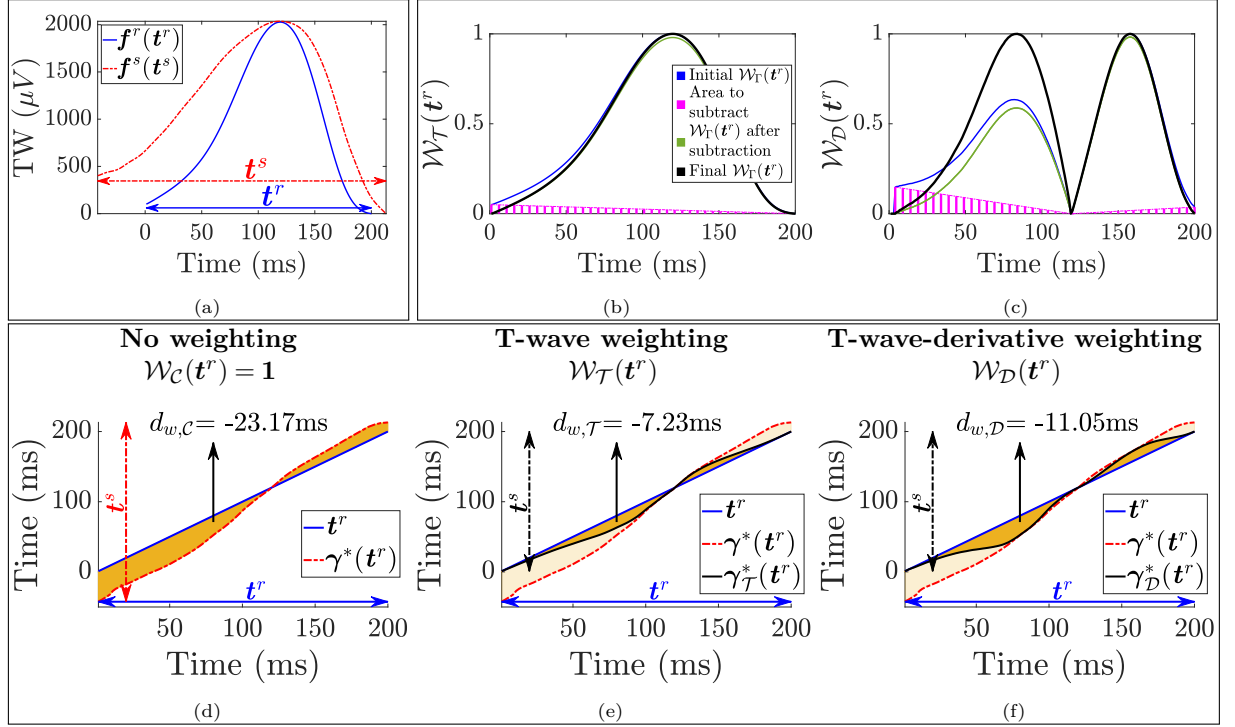 2000
1500
1000
500
0
TW (μV)
f^r(t^r)
f^s(t^s)
t^s
t^r
0 50 100 150 200
Time (ms)
(a)
1
0.5
0
W_T(t^r)
Initial W_Γ(t^r)
Area to
subtract
W_Γ(t^r) after
subtraction
Final W_Γ(t^r)
0 50 100 150 200
Time (ms)
(b)
1
0.5
0
W_D(t^r)
50 100 150 200
Time (ms)
(c)
No weighting
W_C(t^r) = 1
d_{w,C}= -23.17ms
200
100
0
Time (ms)
t^s
t^r
γ*(t^r)
t^r
50 100 150 200
Time (ms)
(d)
T-wave weighting
W_T(t^r)
d_{w,T}= -7.23ms
200
100
0
Time (ms)
t^s
t^r
γ*(t^r)
γ*_T(t^r)
t^r
50 100 150 200
Time (ms)
(e)
T-wave-derivative weighting
W_D(t^r)
d_{w,D}= -11.05ms
200
100
0
Time (ms)
t^s
t^r
γ*(t^r)
γ*_D(t^r)
t^r
50 100 150 200
Time (ms)
(f)